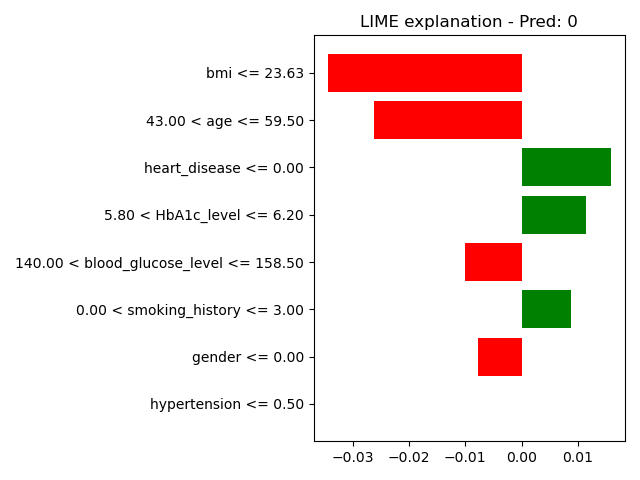 LIME explanation - Pred: 0
bmi <= 23.63
43.00 < age <= 59.50
heart_disease <= 0.00
5.80 < HbA1c_level <= 6.20
140.00 < blood_glucose_level <= 158.50
0.00 < smoking_history <= 3.00
gender <= 0.00
hypertension <= 0.50
−0.03 −0.02 −0.01 0.00 0.01